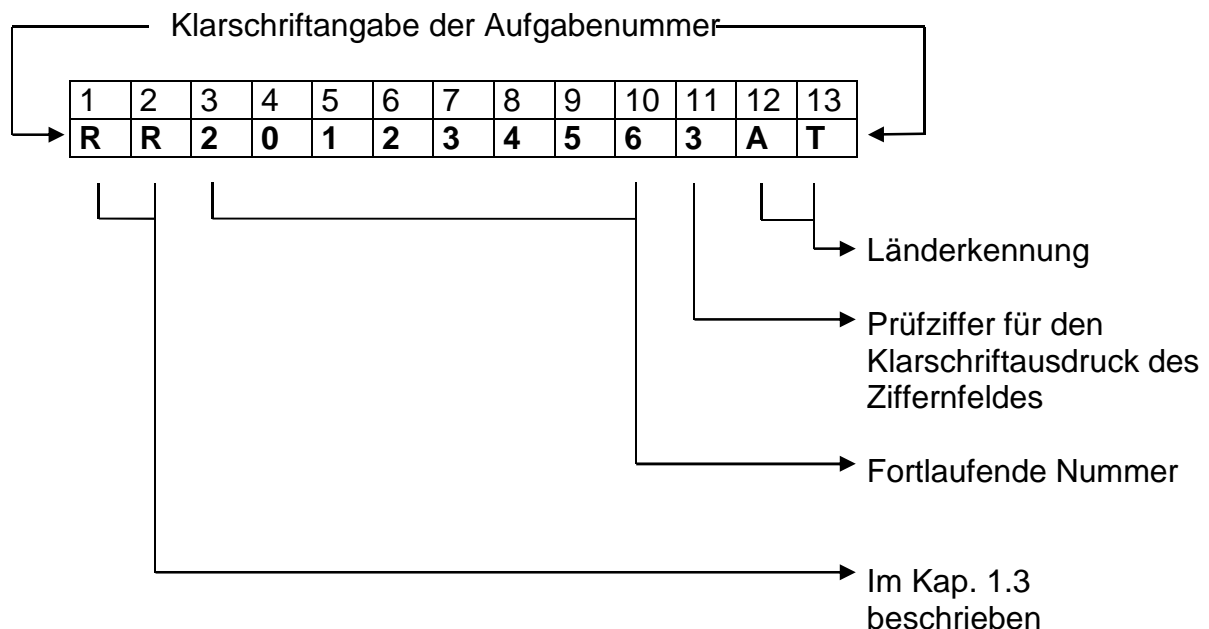 Klarschriftangabe der Aufgabenummer
1 2 3 4 5 6 7 8 9 10 11 12 13
R R 2 0 1 2 3 4 5 6 3 A T
Länderkennung
Prüfziffer für den
Klarschriftausdruck des
Ziffernfeldes
Fortlaufende Nummer
Im Kap. 1.3
beschrieben